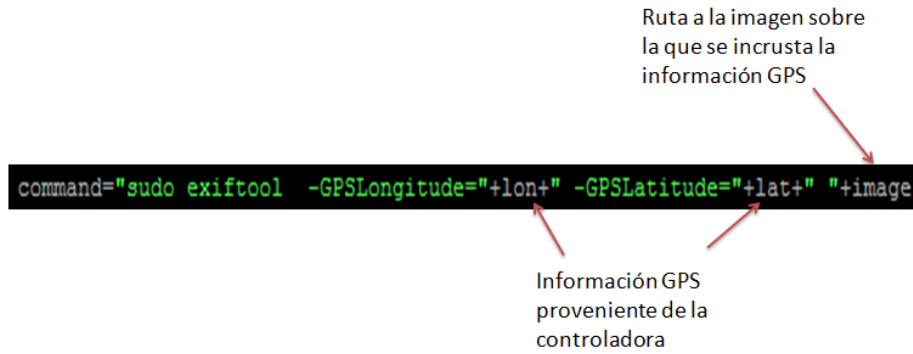 Ruta a la imagen sobre
la que se incrusta la
información GPS
command="sudo exiftool  -GPSLongitude="+lon+" -GPSLatitude="+lat+" "+image
Información GPS
proveniente de la
controladora